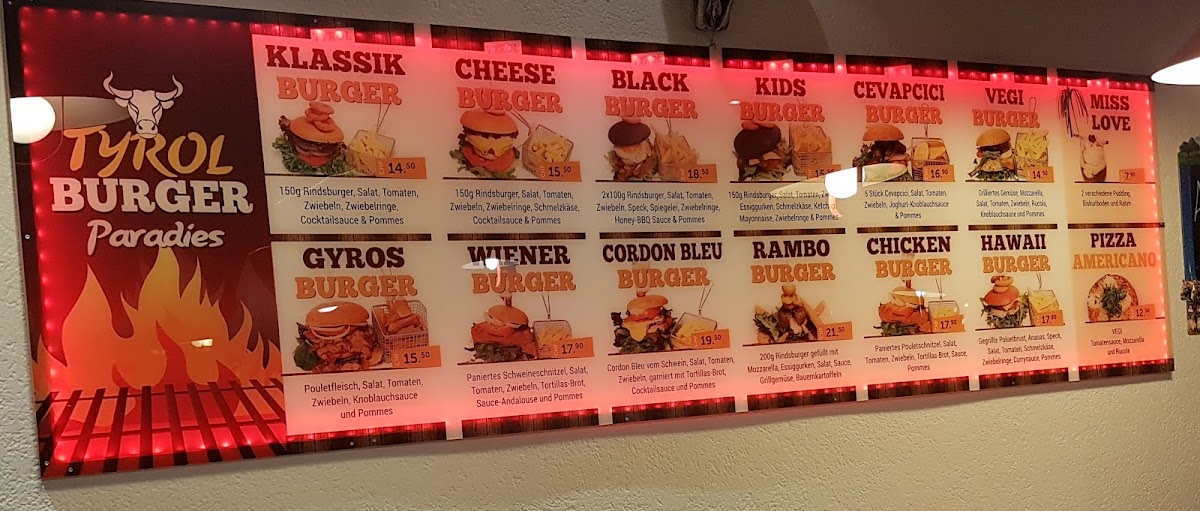 TYROL
BURGER
Paradies
KLASSIK
BURGER
14.50
150g Rindsburger, Salat, Tomaten,
Zwiebeln, Zwiebelringe,
Cocktailsauce & Pommes
CHEESE
BURGER
15.50
150g Rindsburger, Salat, Tomaten,
Zwiebeln, Zwiebelringe, Schmelzkäse,
Cocktailsauce & Pommes
BLACK
BURGER
18.50
2x100g Rindsburger, Salat, Tomaten,
Zwiebeln, Speck, Spiegelei, Zwiebelringe,
Honey-BBQ Sauce & Pommes
KIDS
BURGER
150g Rindsburger, Salat, Tomaten,
Essiggurken, Schmelzkäse,
Mayonnaise, Zwiebelringe & Pommes
CEVAPCICI
BURGER
16.90
5 Stück Cevapcici, Salat, Tomaten,
Zwiebeln, Joghurt-Knoblauchsauce
& Pommes
VEGI
BURGER
14.50
Grilliertes Gemüse, Mozzarella,
Salat, Tomaten, Zwiebeln, Rucola,
Knoblauchsauce und Pommes
MISS
LOVE
7.90
2 verschiedene Pudding,
Biskuitboden und Rahm
GYROS
BURGER
15.50
Pouletfleisch, Salat, Tomaten,
Zwiebeln, Knoblauchsauce
und Pommes
WIENER
BURGER
17.90
Paniertes Schweineschnitzel, Salat,
Tomaten, Zwiebeln, Tortillas-Brot,
Sauce-Andalouse und Pommes
CORDON BLEU
BURGER
19.50
Cordon Bleu vom Schwein, Salat, Tomaten,
Zwiebeln, garniert mit Tortillas-Brot,
Cocktailsauce und Pommes
RAMBO
BURGER
21.50
200g Rindsburger gefüllt mit
Mozzarella, Essiggurken, Salat, Sauce,
Grillgemüse, Bauernkartoffeln
CHICKEN
BURGER
17.90
Paniertes Pouletschnitzel, Salat,
Tomaten, Zwiebeln, Tortillas-Brot, Sauce,
Pommes
HAWAII
BURGER
17.90
Gegrillte Pouletbrust, Ananas, Speck,
Salat, Tomaten, Schmelzkäse,
Zwiebelringe, Currysauce, Pommes
PIZZA
AMERICANO
12.50
VEGI
Tomatensauce, Mozzarella
und Rucola